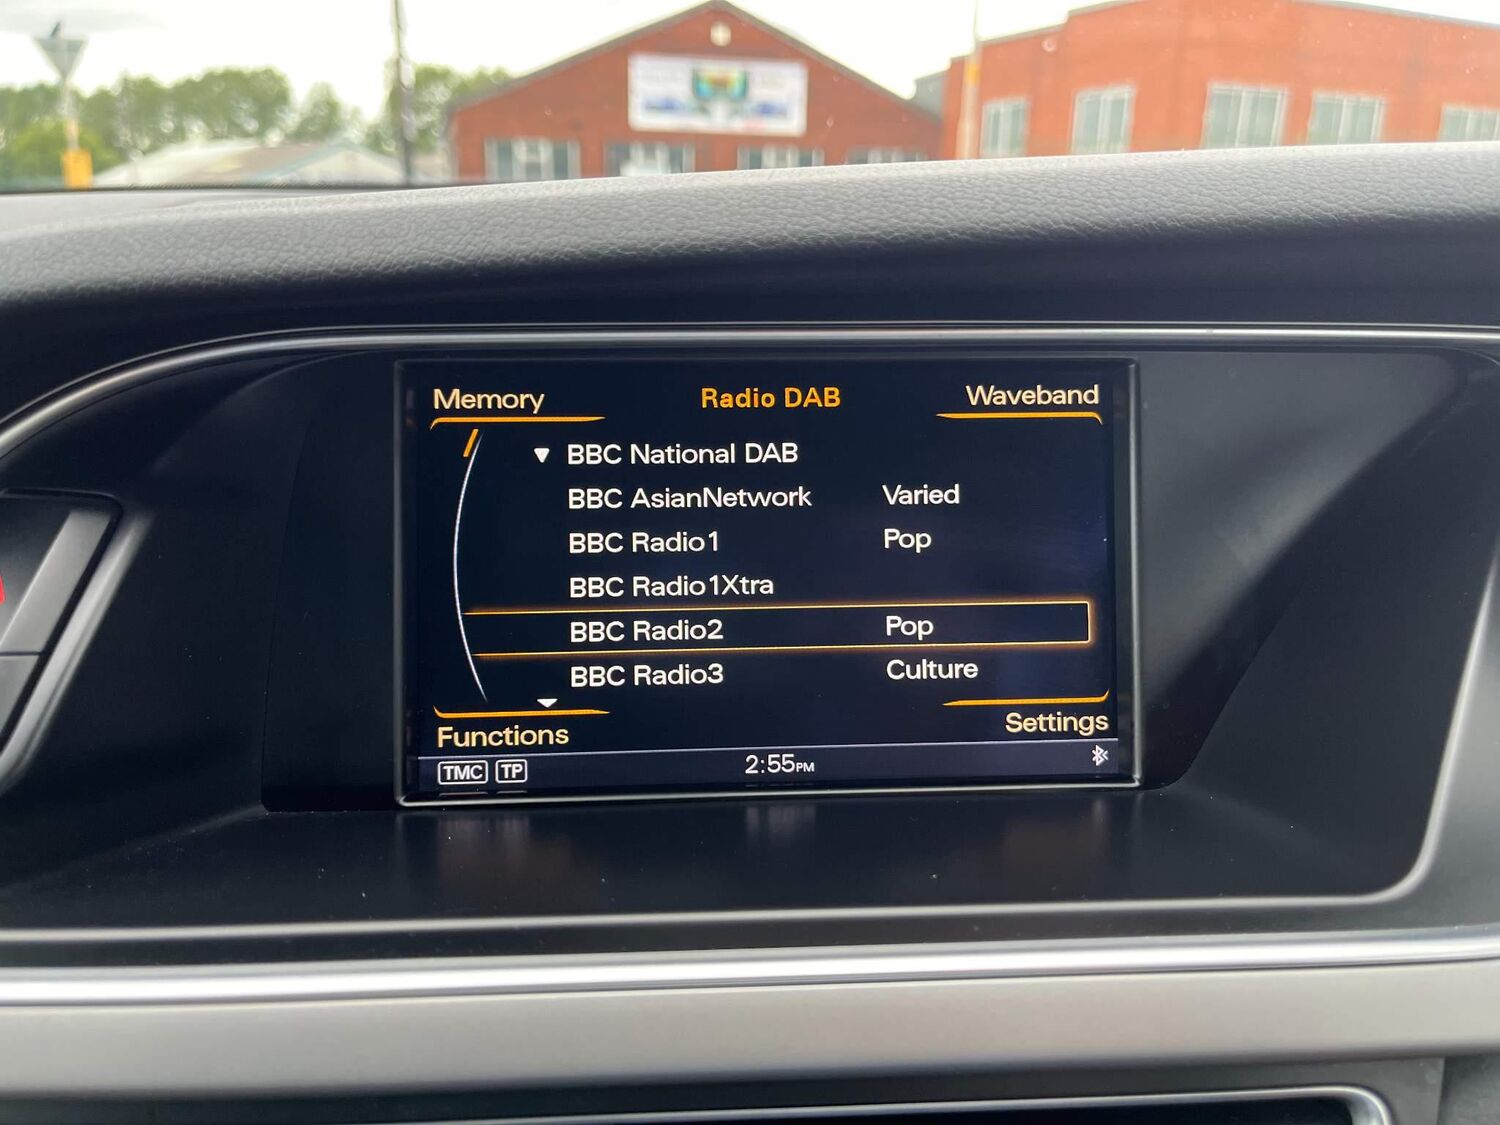 Memory Radio DAB Waveband
BBC National DAB
BBC AsianNetwork Varied
BBC Radio1 Pop
BBC Radio1Xtra
BBC Radio2 Pop
BBC Radio3 Culture
Functions Settings
TMC TP 2:55PM